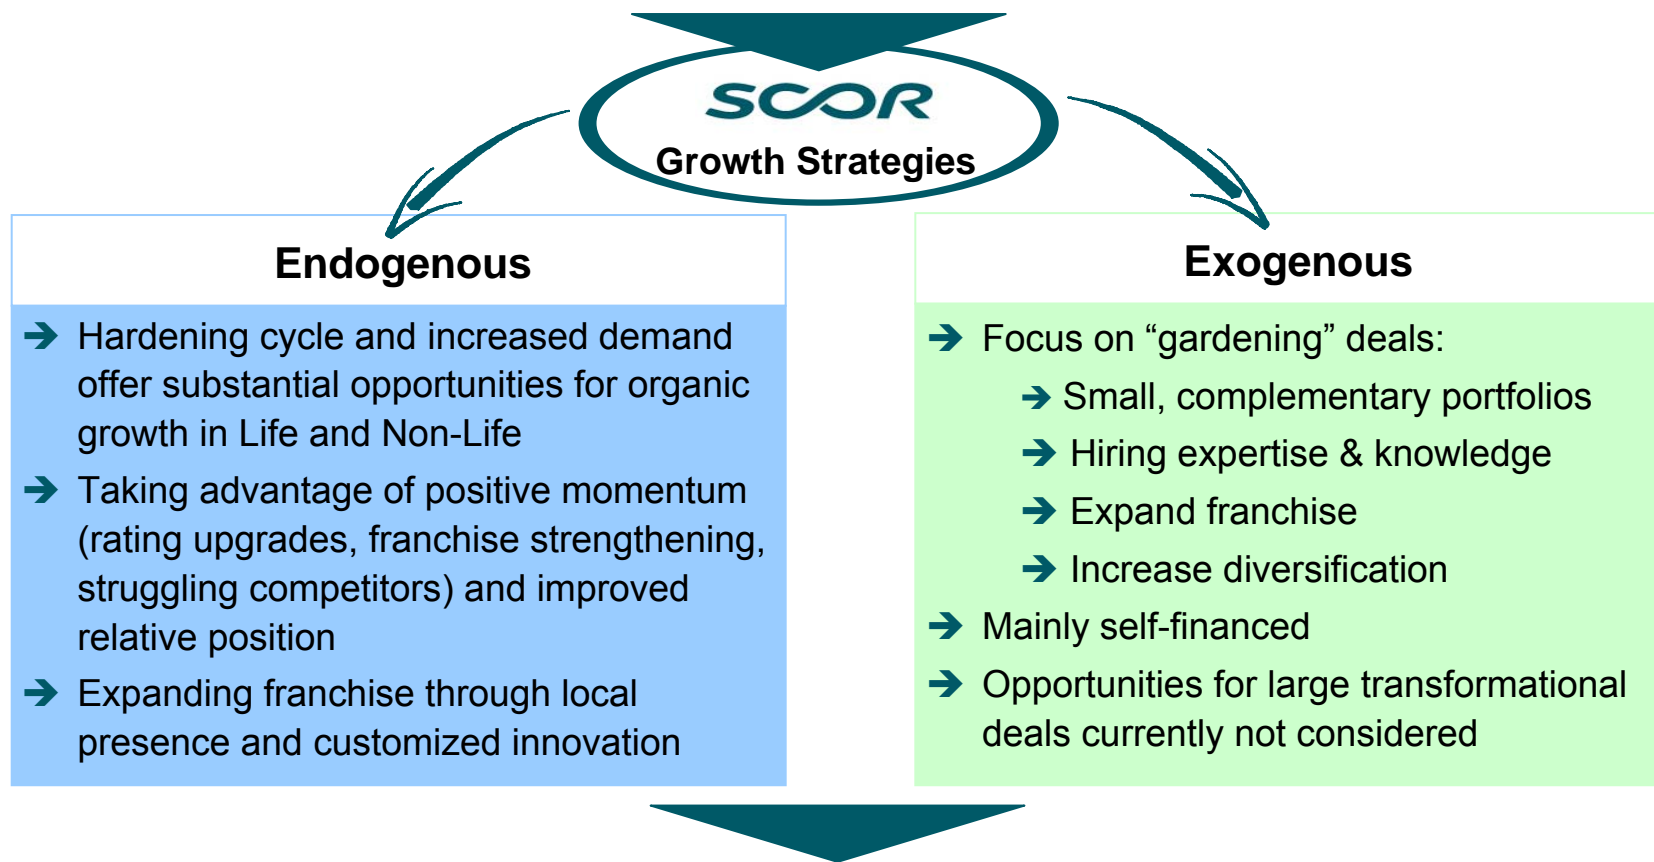 SCOR
Growth Strategies
Endogenous
Hardening cycle and increased demand
offer substantial opportunities for organic
growth in Life and Non-Life
Taking advantage of positive momentum
(rating upgrades, franchise strengthening,
struggling competitors) and improved
relative position
Expanding franchise through local
presence and customized innovation
Exogenous
Focus on “gardening” deals:
Small, complementary portfolios
Hiring expertise & knowledge
Expand franchise
Increase diversification
Mainly self-financed
Opportunities for large transformational
deals currently not considered